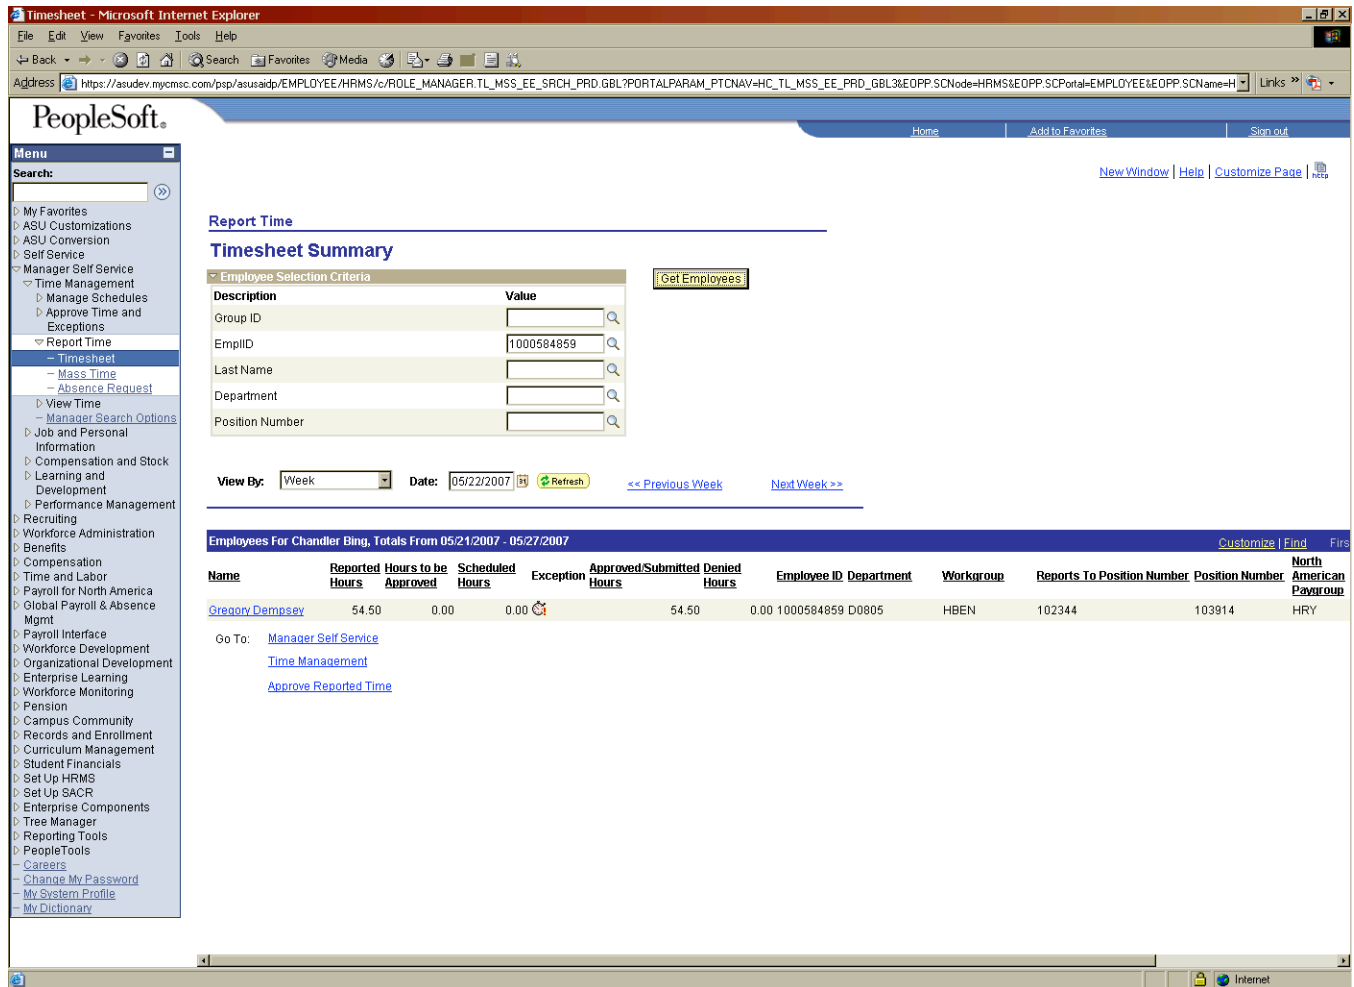 Timesheet - Microsoft Internet Explorer
File Edit View Favorites Tools Help
Back Search Favorites Media
Address https://asudev.mycmsc.com/psp/asusaidp/EMPLOYEE/HRMS/c/ROLE_MANAGER.TL_MSS_EE_SRCH_PRD.GBL?PORTALPARAM_PTCNAV=HC_TL_MSS_EE_PRD_GBL3&EOPP.SCNode=HRMS&EOPP.SCPortal=EMPLOYEE&EOPP.SCName=H Links »
PeopleSoft®
Home Add to Favorites Sign out
Menu
Search:
My Favorites
ASU Customizations
ASU Conversion
Self Service
Manager Self Service
Time Management
Manage Schedules
Approve Time and
Exceptions
Report Time
– Timesheet
– Mass Time
– Absence Request
View Time
– Manager Search Options
Job and Personal
Information
Compensation and Stock
Learning and
Development
Performance Management
Recruiting
Workforce Administration
Benefits
Compensation
Time and Labor
Payroll for North America
Global Payroll & Absence
Mgmt
Payroll Interface
Workforce Development
Organizational Development
Enterprise Learning
Workforce Monitoring
Pension
Campus Community
Records and Enrollment
Curriculum Management
Student Financials
Set Up HRMS
Set Up SACR
Enterprise Components
Tree Manager
Reporting Tools
PeopleTools
– Careers
– Change My Password
– My System Profile
– My Dictionary
New Window | Help | Customize Page | http
Report Time
Timesheet Summary
Employee Selection Criteria
Get Employees
Description Value
Group ID
EmplID 1000584859
Last Name
Department
Position Number
View By: Week Date: 05/22/2007 31 Refresh << Previous Week Next Week >>
Employees For Chandler Bing, Totals From 05/21/2007 - 05/27/2007 Customize | Find Firs
Name Reported Hours Hours to be Approved Scheduled Hours Exception Approved/Submitted Hours Denied Hours Employee ID Department Workgroup Reports To Position Number Position Number North American Paygroup
Gregory Dempsey 54.50 0.00 0.00 54.50 0.00 1000584859 D0805 HBEN 102344 103914 HRY
Go To: Manager Self Service
Time Management
Approve Reported Time
Internet